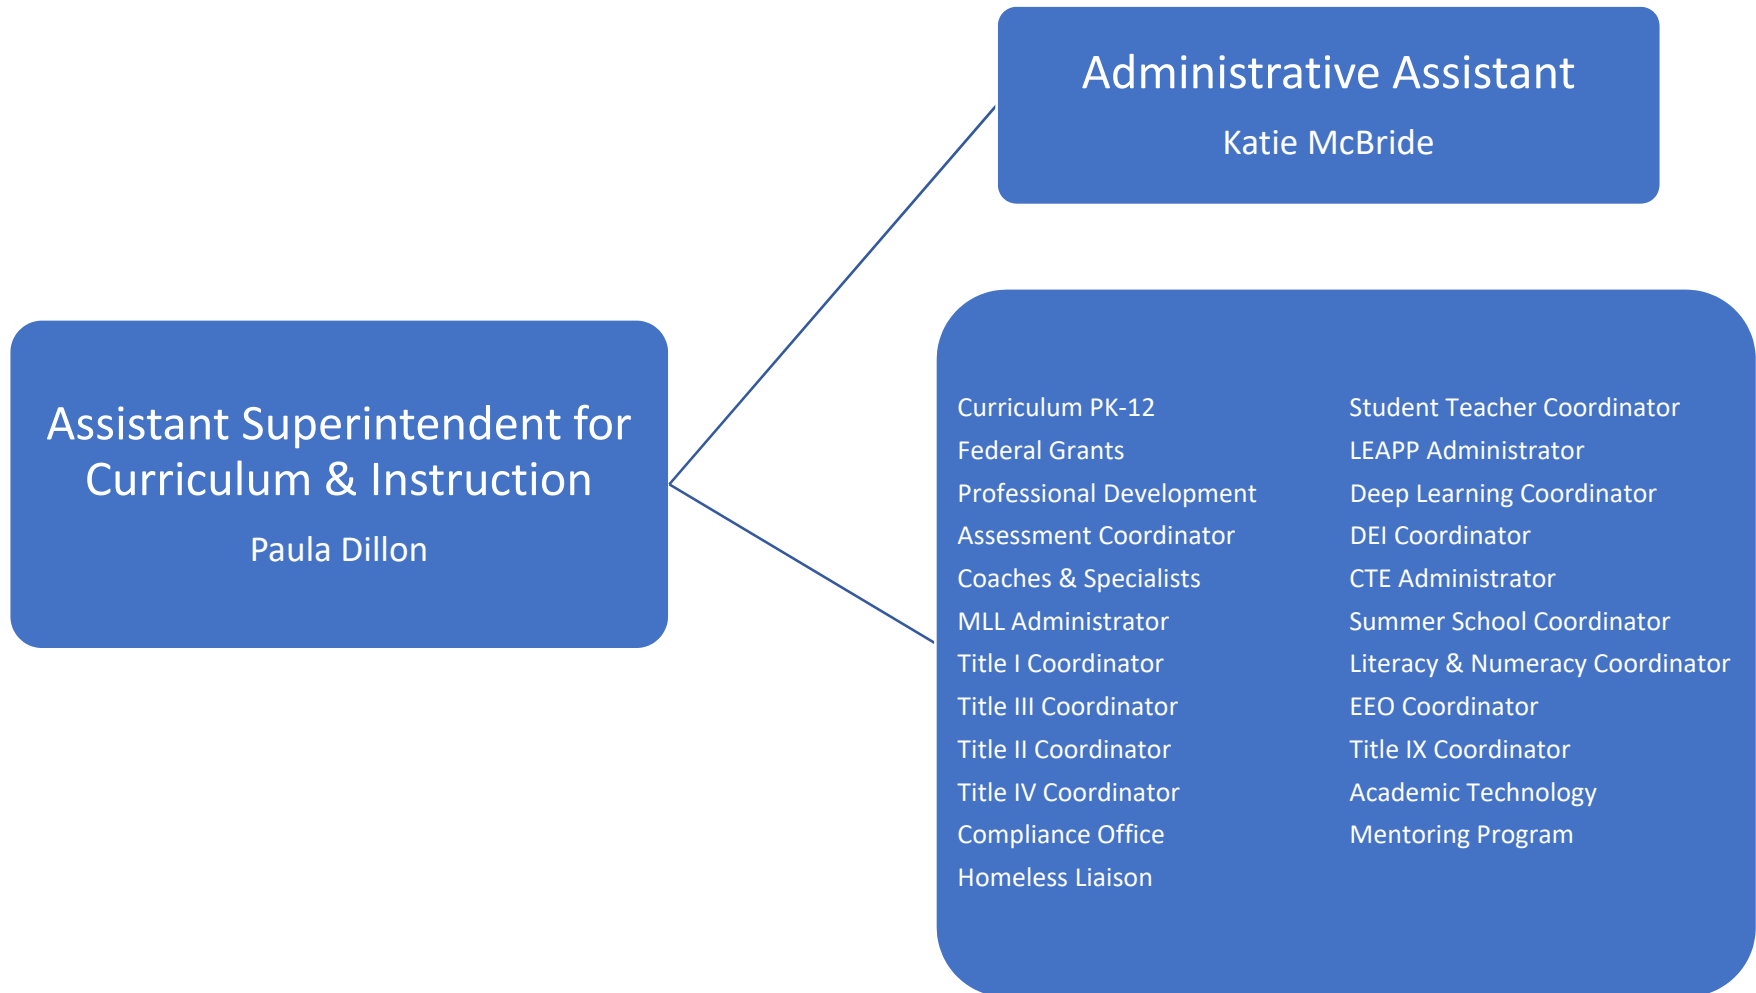 Administrative Assistant
Katie McBride
Assistant Superintendent for
Curriculum & Instruction
Paula Dillon
Curriculum PK-12
Federal Grants
Professional Development
Assessment Coordinator
Coaches & Specialists
MLL Administrator
Title I Coordinator
Title III Coordinator
Title II Coordinator
Title IV Coordinator
Compliance Office
Homeless Liaison
Student Teacher Coordinator
LEAPP Administrator
Deep Learning Coordinator
DEI Coordinator
CTE Administrator
Summer School Coordinator
Literacy & Numeracy Coordinator
EEO Coordinator
Title IX Coordinator
Academic Technology
Mentoring Program